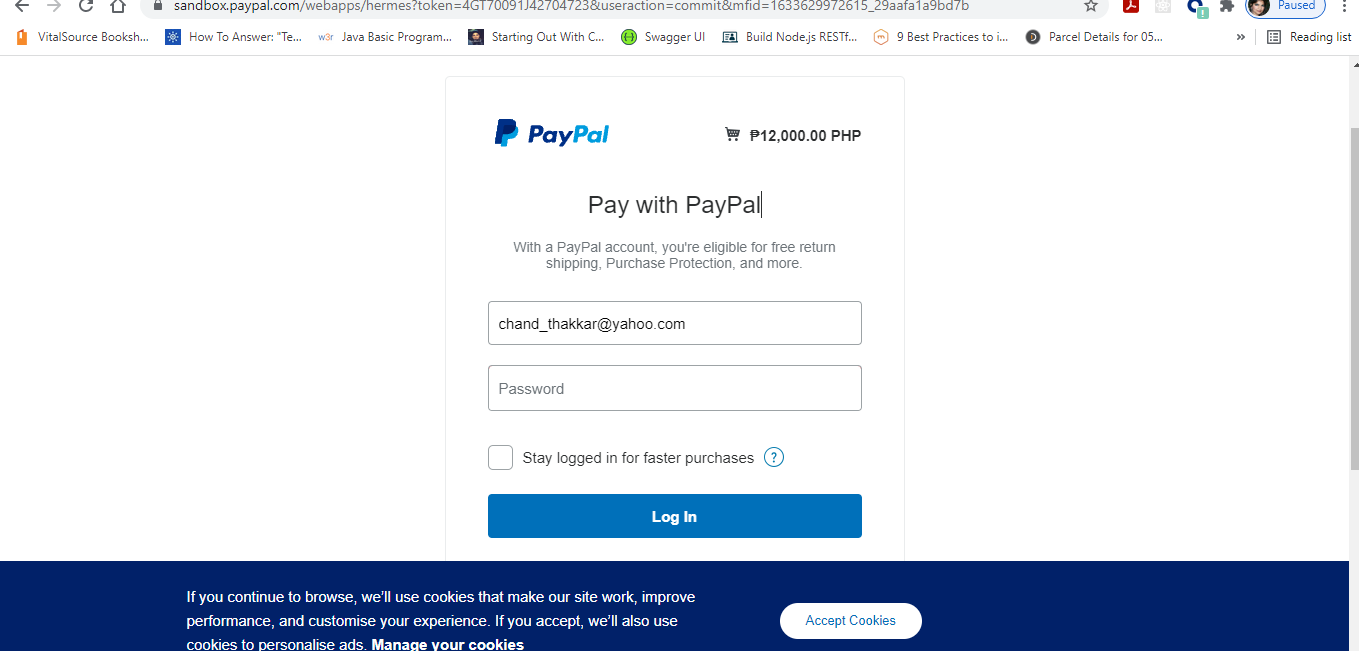 sandbox.paypal.com/webapps/hermes?token=4GT70091J42704723&useraction=commit&mfid=1633629972615_29aafa1a9bd7b
Paused
VitalSource Booksh...
How To Answer: "Te...
w3r
Java Basic Program...
Starting Out With C...
Swagger UI
Build Node.js RESTf...
9 Best Practices to i...
Parcel Details for 05...
»
Reading list
PayPal
₱12,000.00 PHP
Pay with PayPal
With a PayPal account, you're eligible for free return
shipping, Purchase Protection, and more.
chand_thakkar@yahoo.com
Password
Stay logged in for faster purchases ?
Log In
If you continue to browse, we’ll use cookies that make our site work, improve
performance, and customise your experience. If you accept, we’ll also use
cookies to personalise ads. Manage your cookies
Accept Cookies